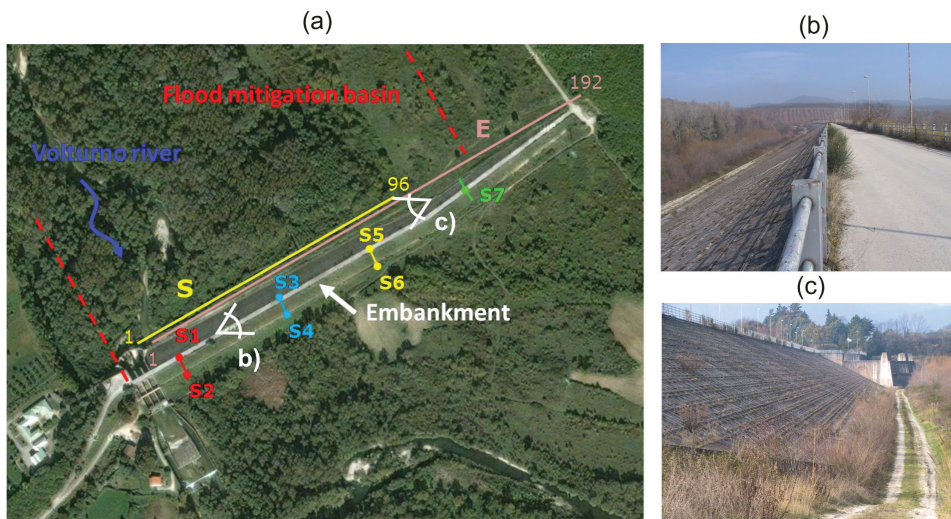 (a)
(b)
192
Flood mitigation basin
E
Volturno river
96
S7
c)
S5
S
S6
S3
Embankment
1
S4
S1
1
b)
S2
(c)